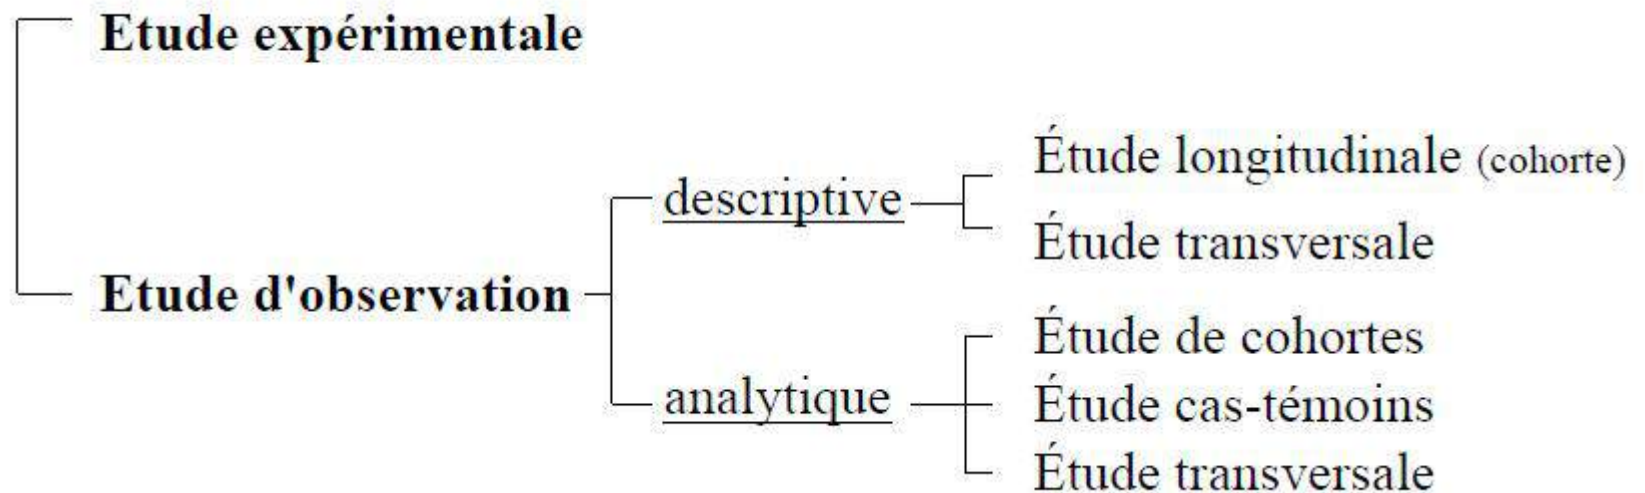 Etude expérimentale
Étude longitudinale (cohorte)
descriptive
Étude transversale
Etude d'observation
Étude de cohortes
analytique
Étude cas-témoins
Étude transversale